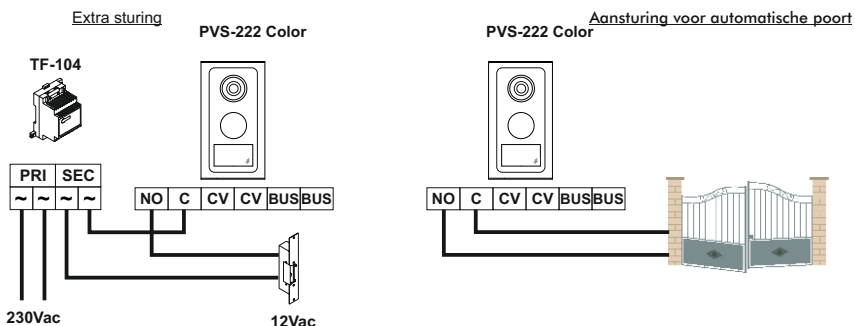 Extra sturing
PVS-222 Color
TF-104
PRI SEC
~ ~ ~ ~
NO C CV CV BUS BUS
230Vac
12Vac
Aansturing voor automatische poort
PVS-222 Color
NO C CV CV BUS BUS